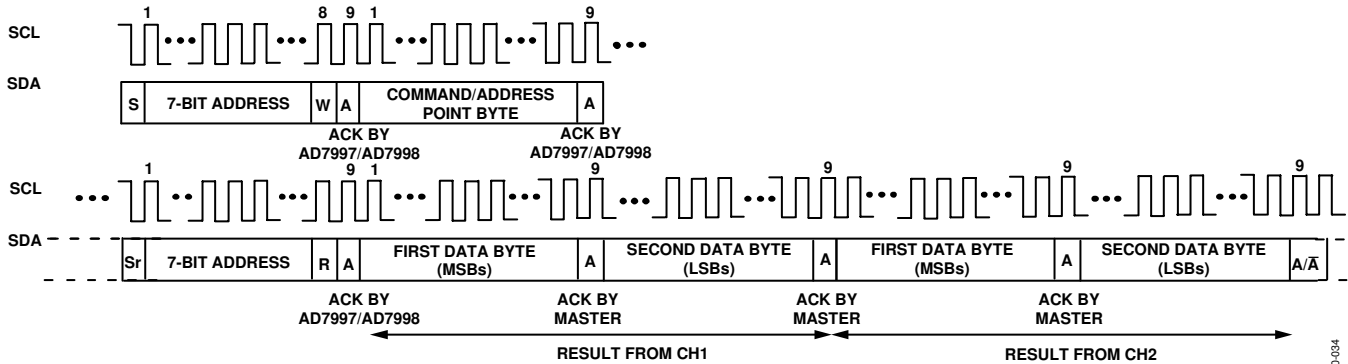 1 8 9 1 9
SCL
SDA
S 7-BIT ADDRESS W A COMMAND/ADDRESS POINT BYTE A
ACK BY AD7997/AD7998 ACK BY AD7997/AD7998
1 9 1 9 9 9 9
SCL
SDA
Sr 7-BIT ADDRESS R A FIRST DATA BYTE (MSBs) A SECOND DATA BYTE (LSBs) A FIRST DATA BYTE (MSBs) A SECOND DATA BYTE (LSBs) A/A̅
ACK BY AD7997/AD7998 ACK BY MASTER ACK BY MASTER ACK BY MASTER
RESULT FROM CH1 RESULT FROM CH2